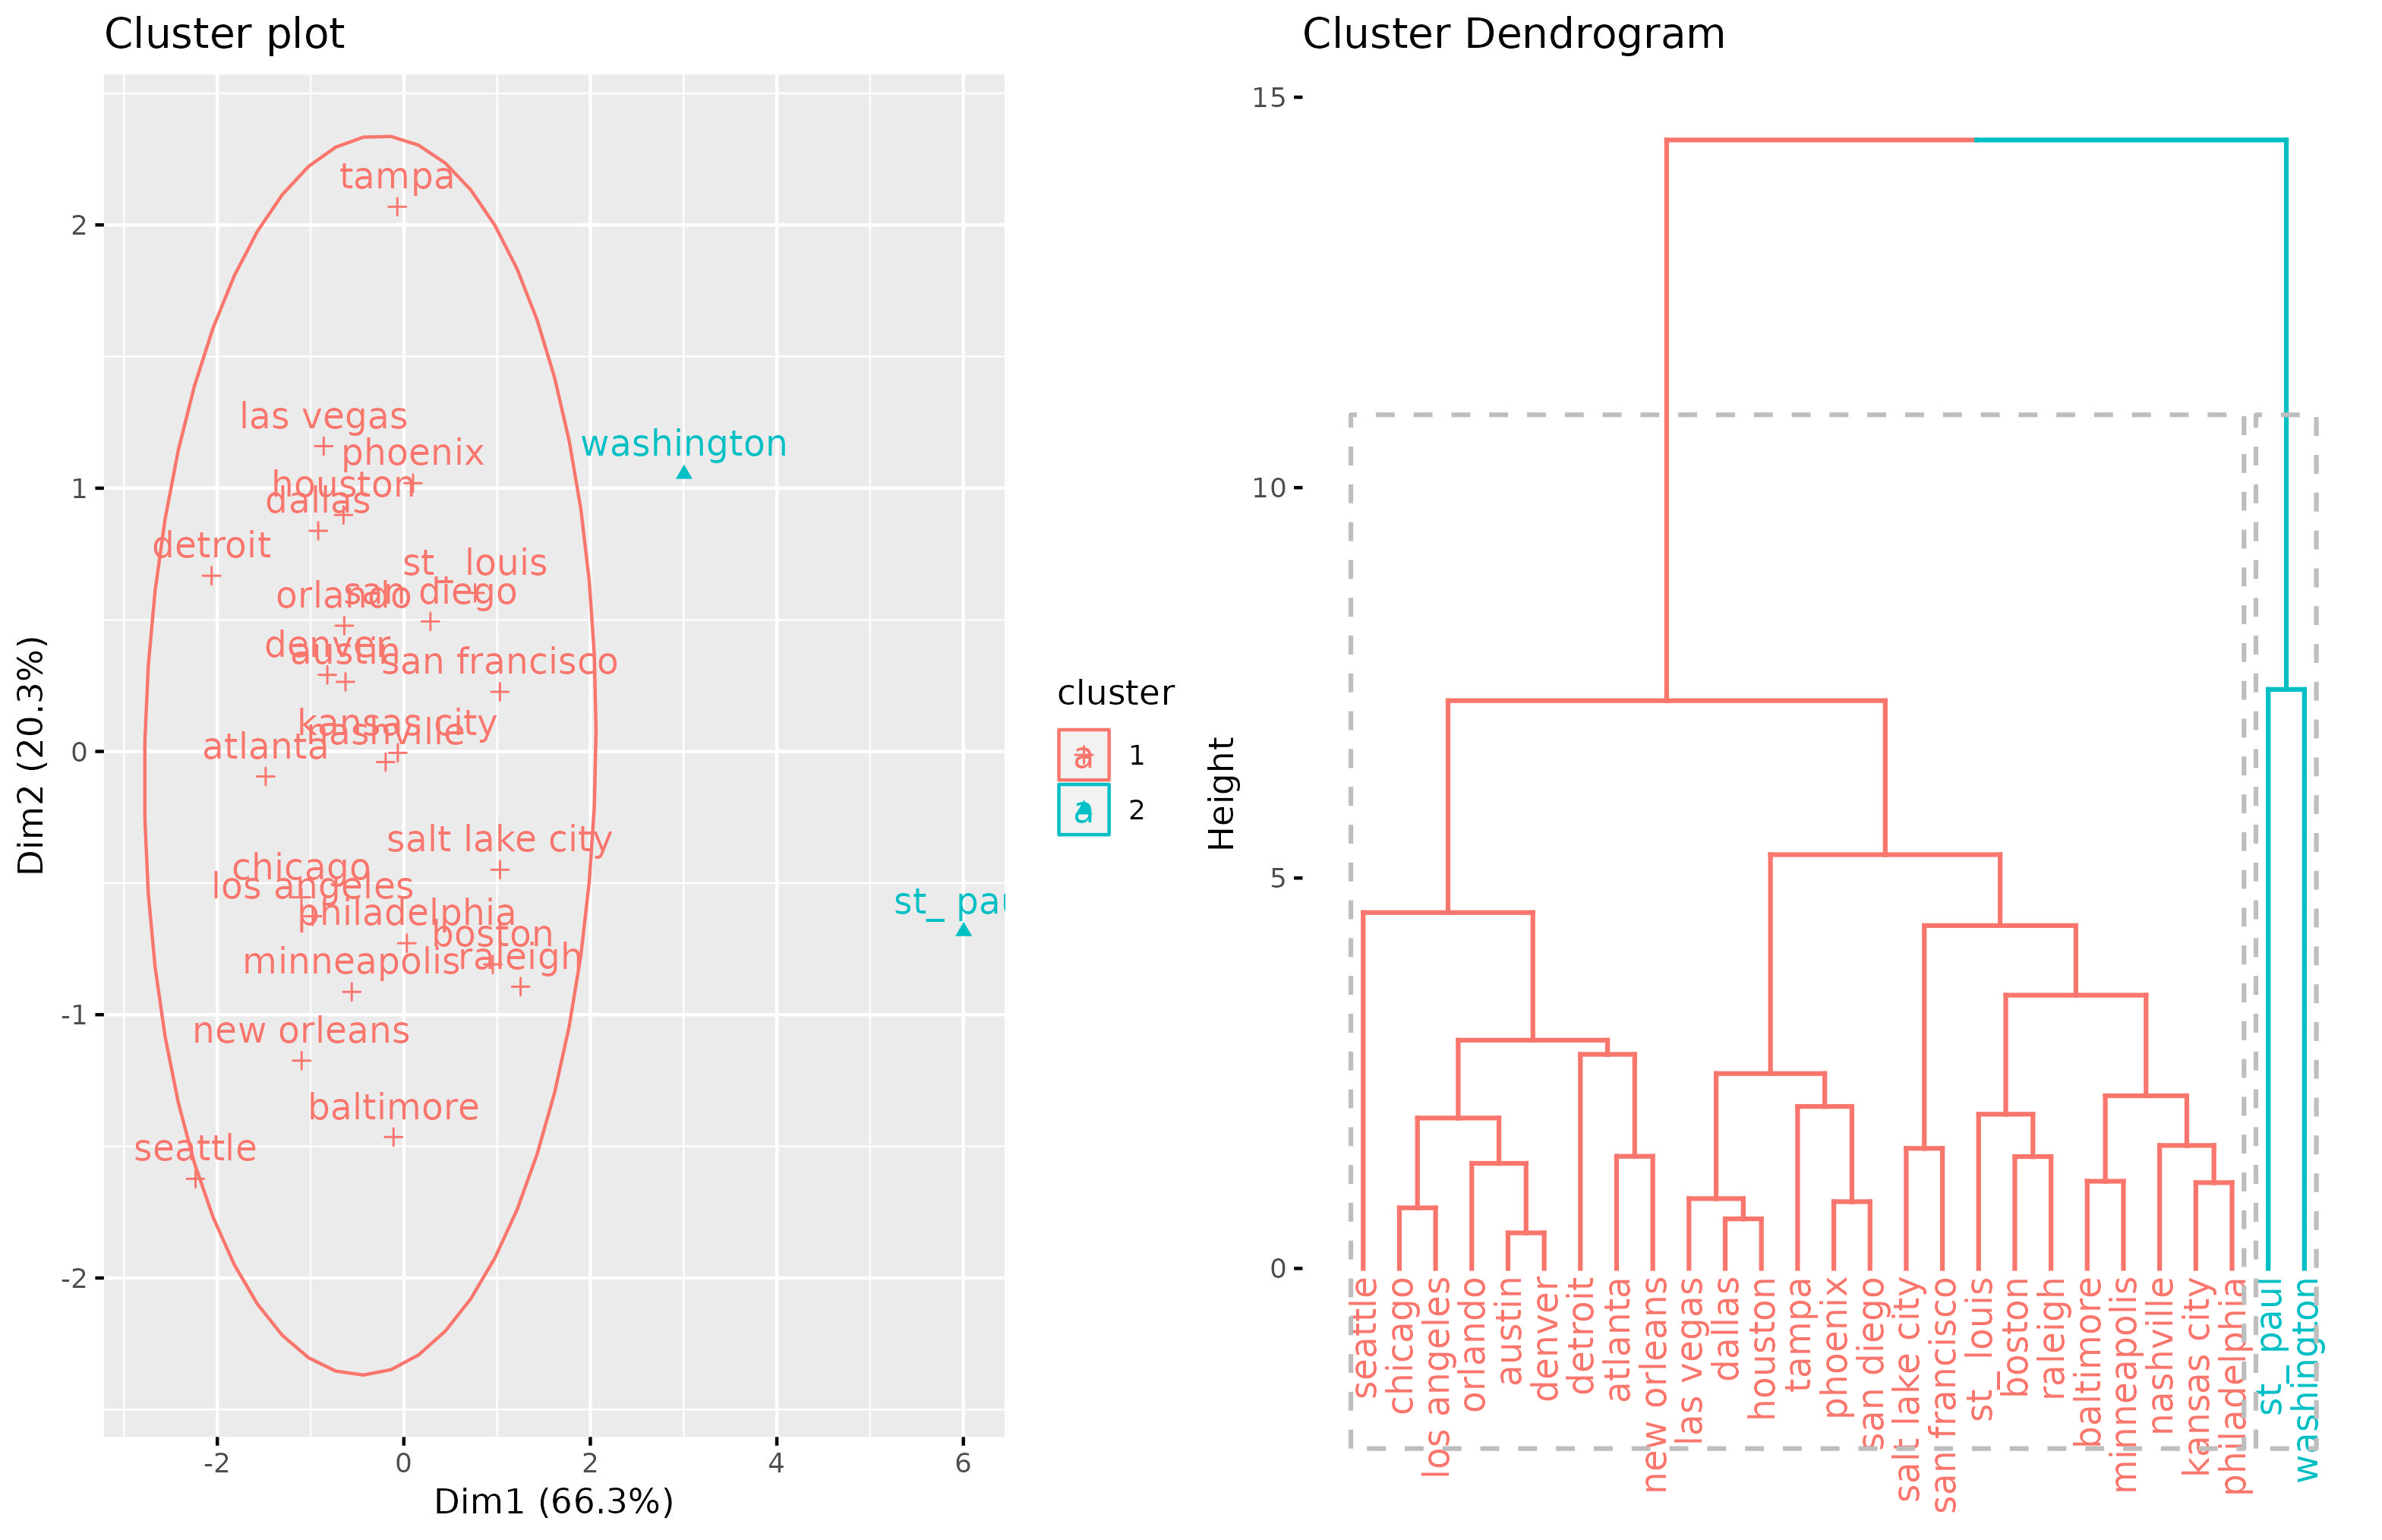 Cluster plot
tampa
las vegas
phoenix
houston
dallas
detroit
washington
st_ louis
san diego
orlando
denver
austin
san francisco
kansas city
nashville
atlanta
salt lake city
chicago
los angeles
philadelphia
boston
raleigh
minneapolis
st_ pau
new orleans
baltimore
seattle
2
1
0
-1
-2
Dim2 (20.3%)
-2
0
2
4
6
Dim1 (66.3%)
cluster
a 1
a 2
Cluster Dendrogram
15
10
5
0
Height
seattle
chicago
los angeles
orlando
austin
denver
detroit
atlanta
new orleans
las vegas
dallas
houston
tampa
phoenix
san diego
salt lake city
san francisco
st_ louis
boston
raleigh
baltimore
minneapolis
nashville
kansas city
philadelphia
st_ paul
washington